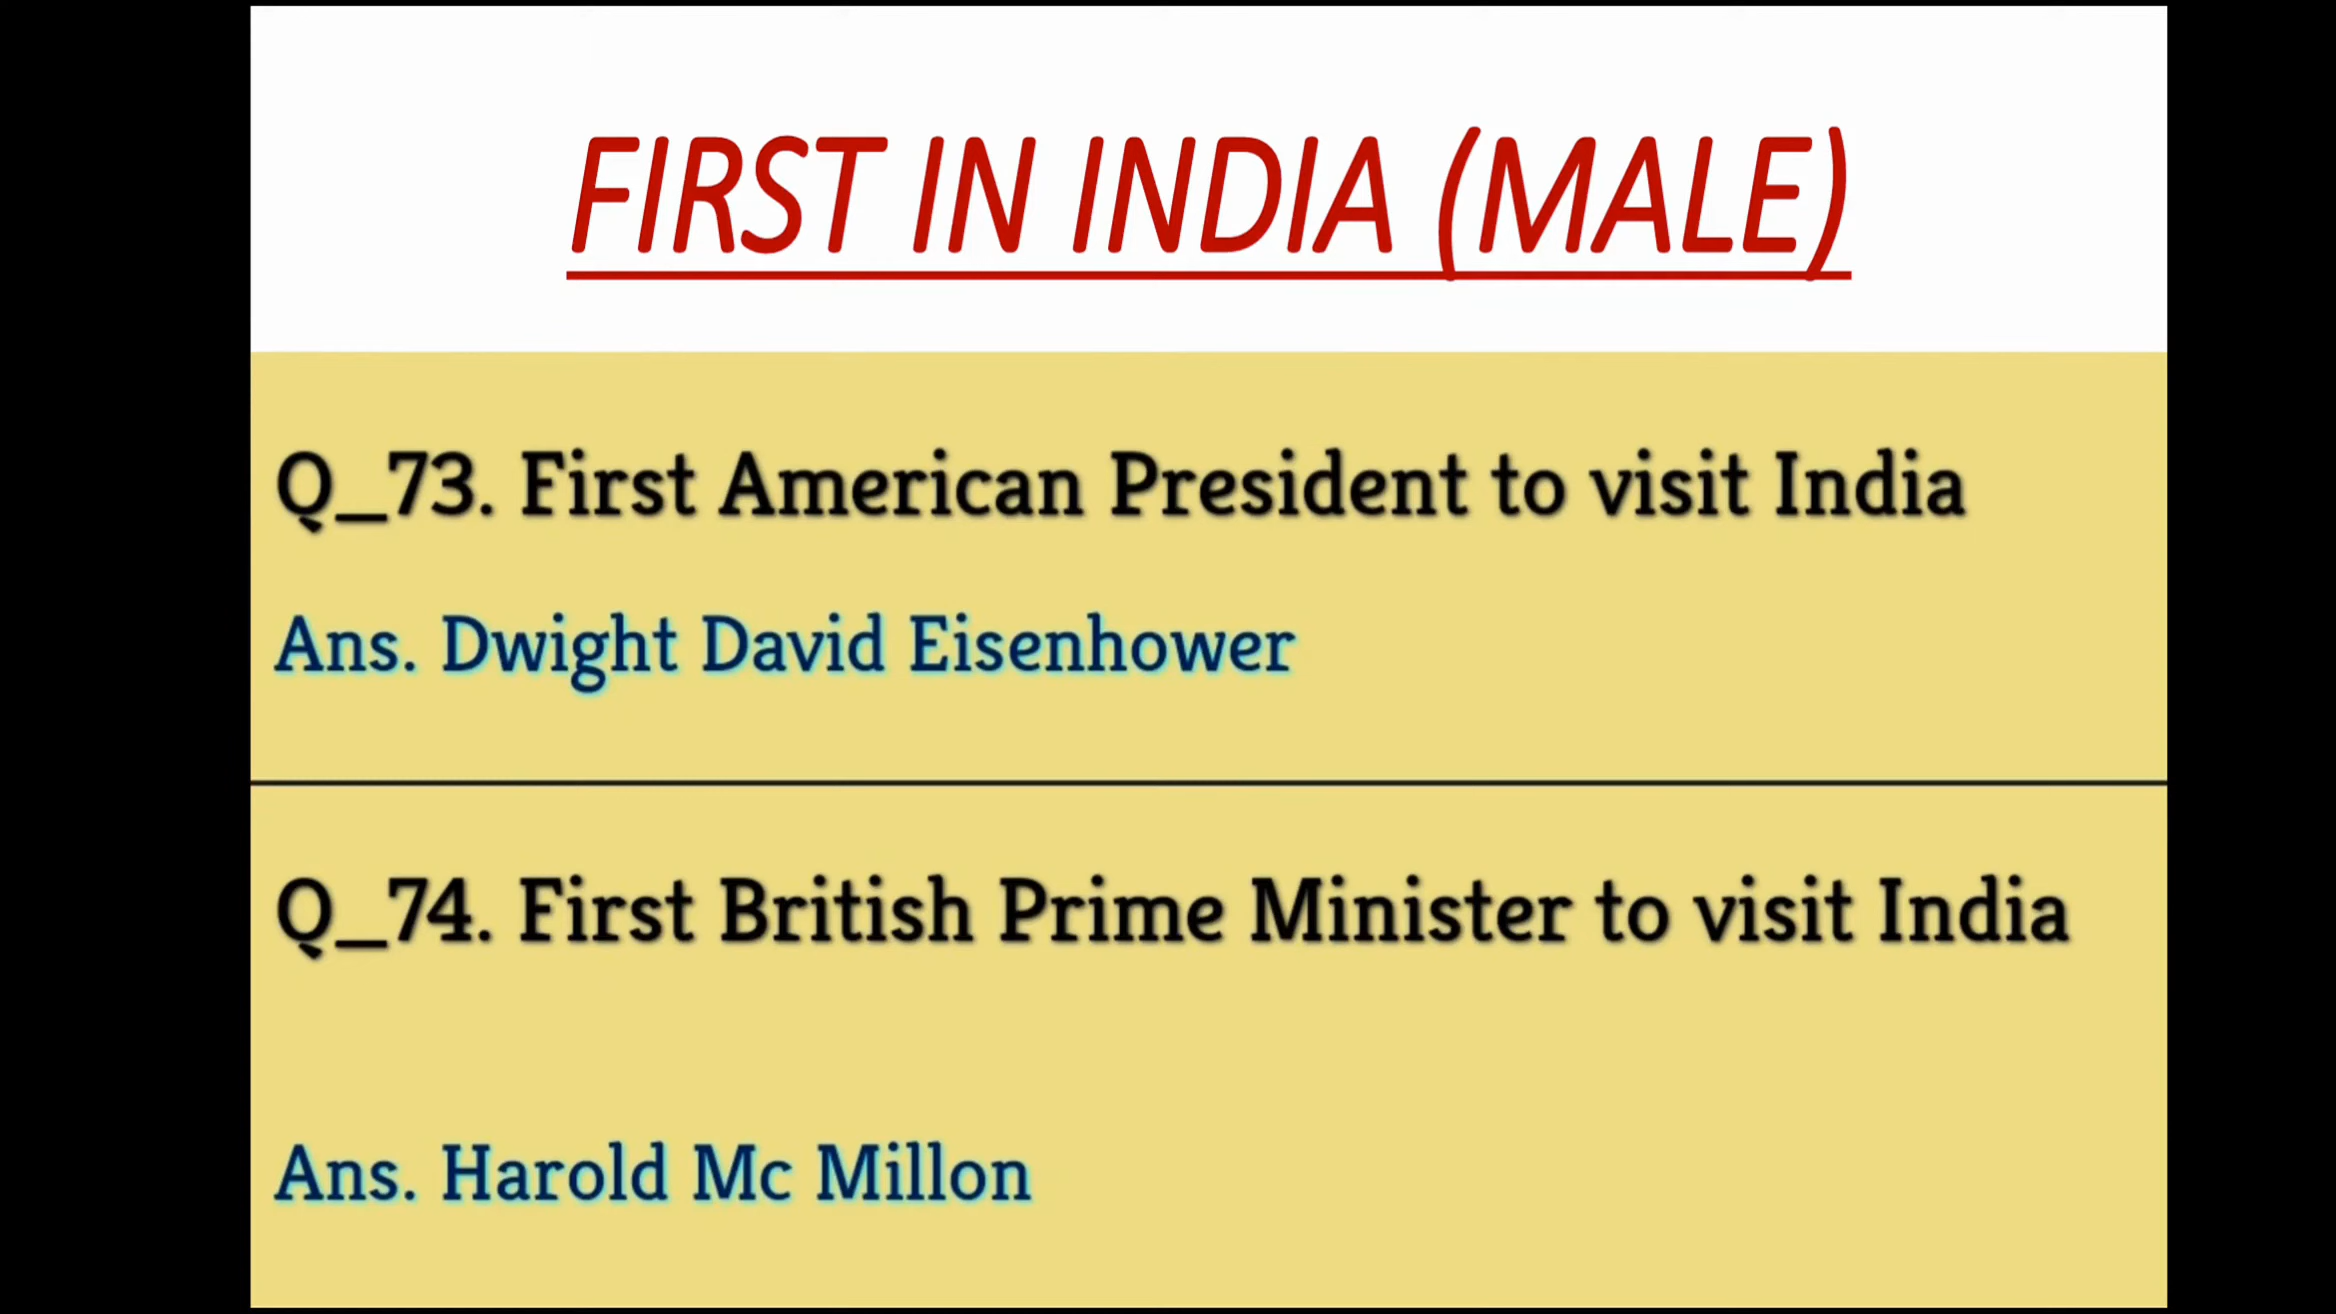 FIRST IN INDIA (MALE)
Q_73. First American President to visit India
Ans. Dwight David Eisenhower
Q_74. First British Prime Minister to visit India
Ans. Harold Mc Millon